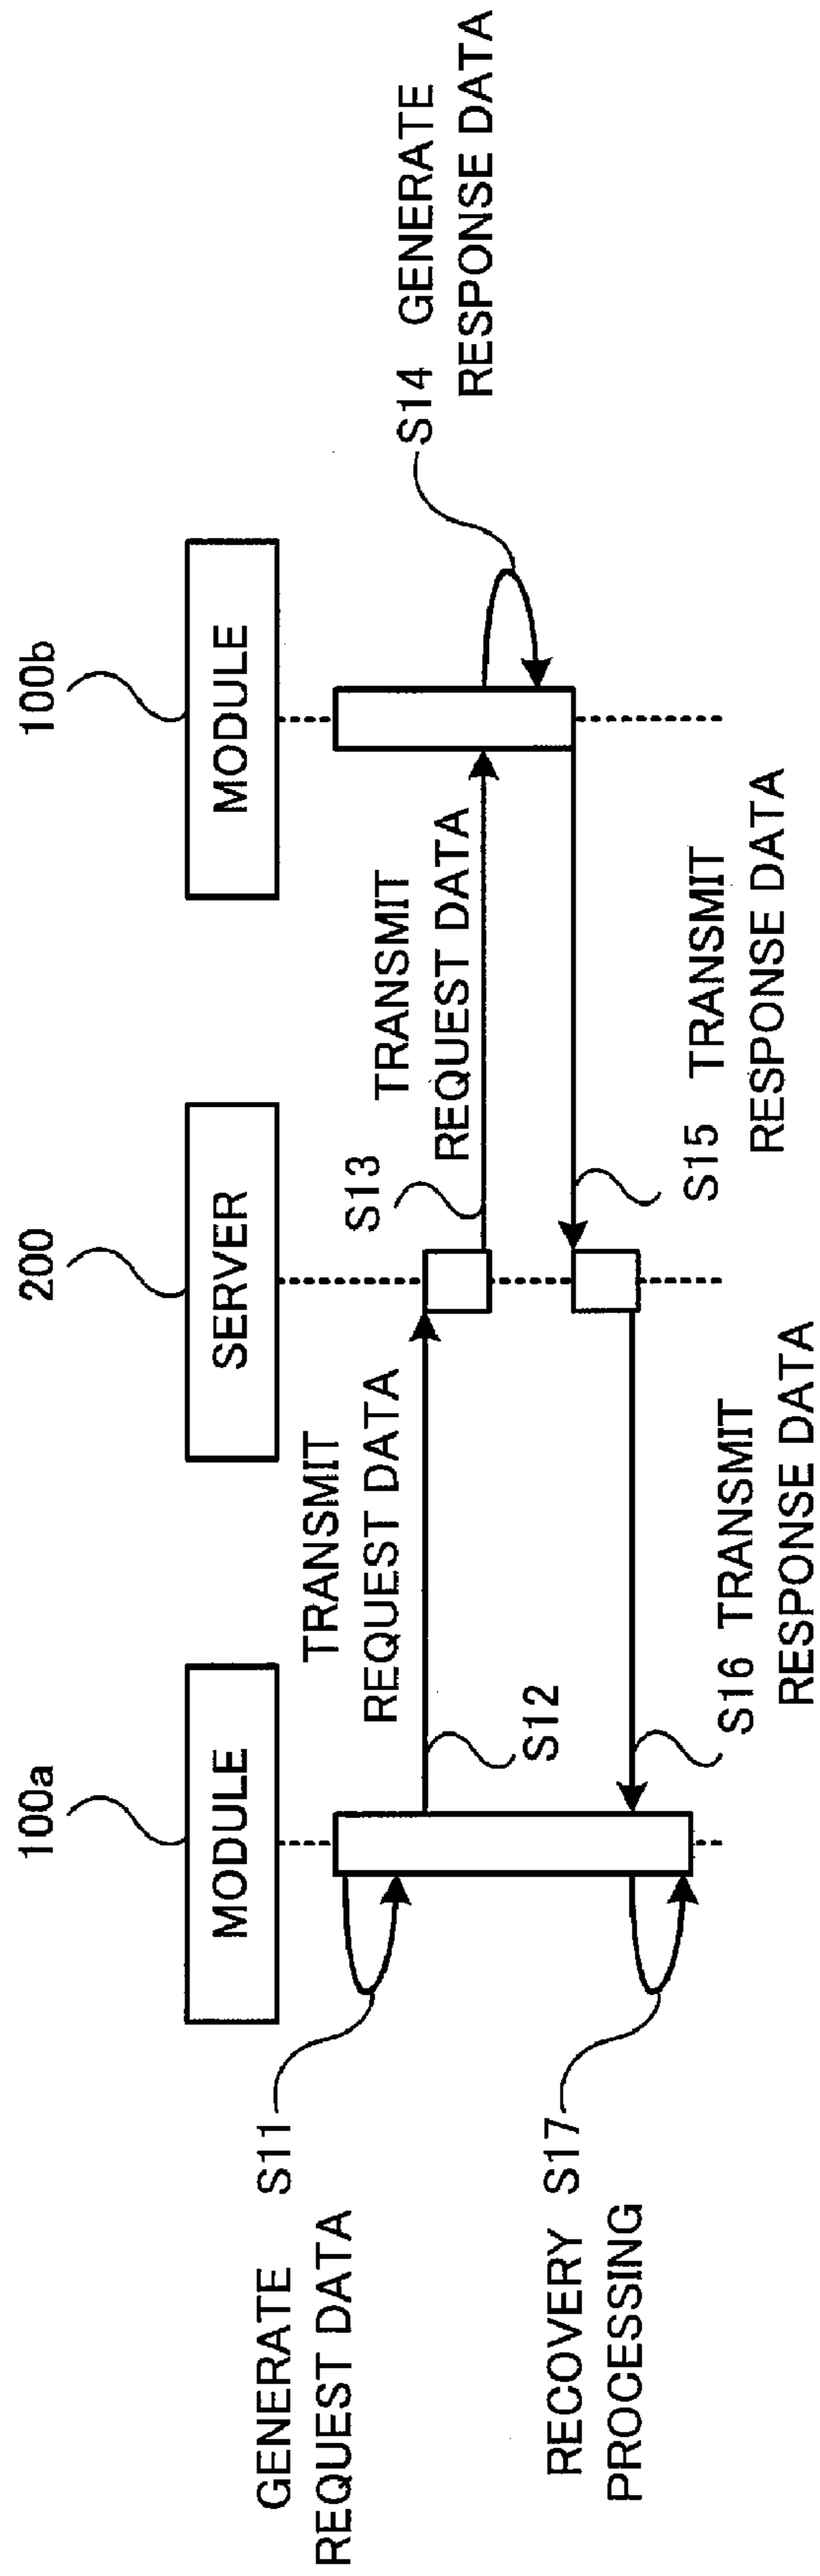 100a
200
100b
MODULE
SERVER
MODULE
GENERATE S11
REQUEST DATA
TRANSMIT
REQUEST DATA
S12
S13
TRANSMIT
REQUEST DATA
S14 GENERATE
RESPONSE DATA
S15 TRANSMIT
RESPONSE DATA
S16 TRANSMIT
RESPONSE DATA
RECOVERY S17
PROCESSING